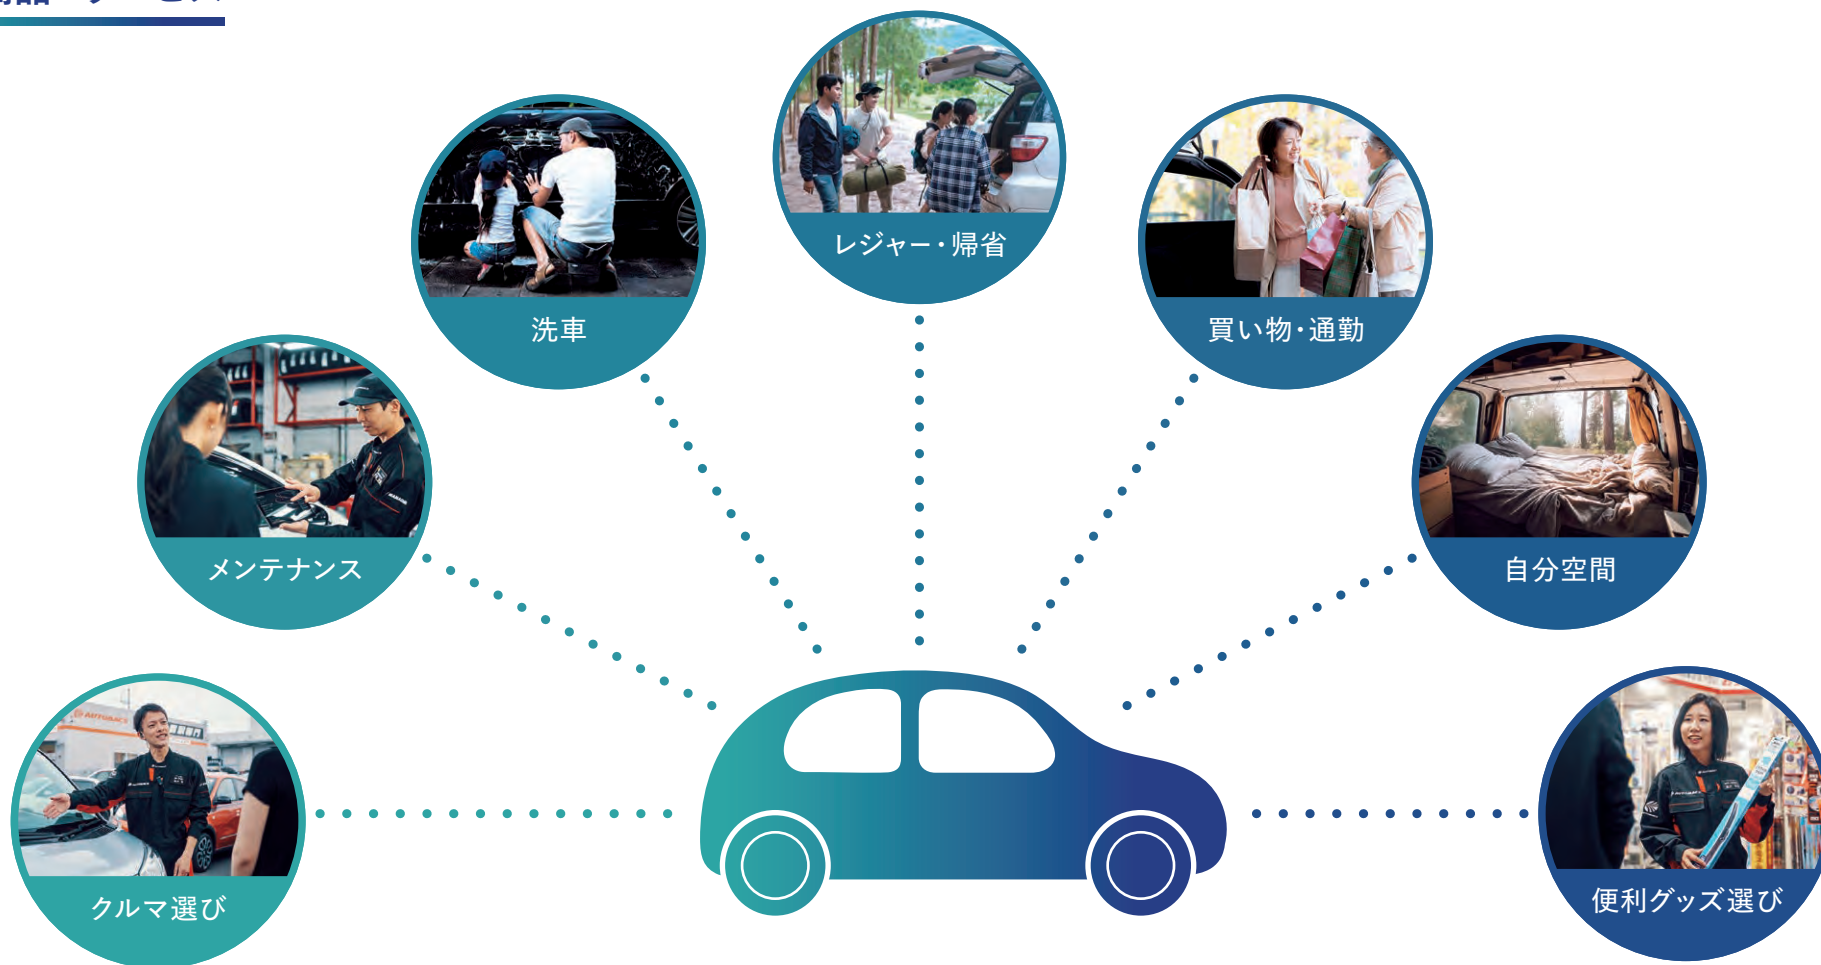 レジャー・帰省
洗車
買い物・通勤
メンテナンス
自分空間
クルマ選び
便利グッズ選び